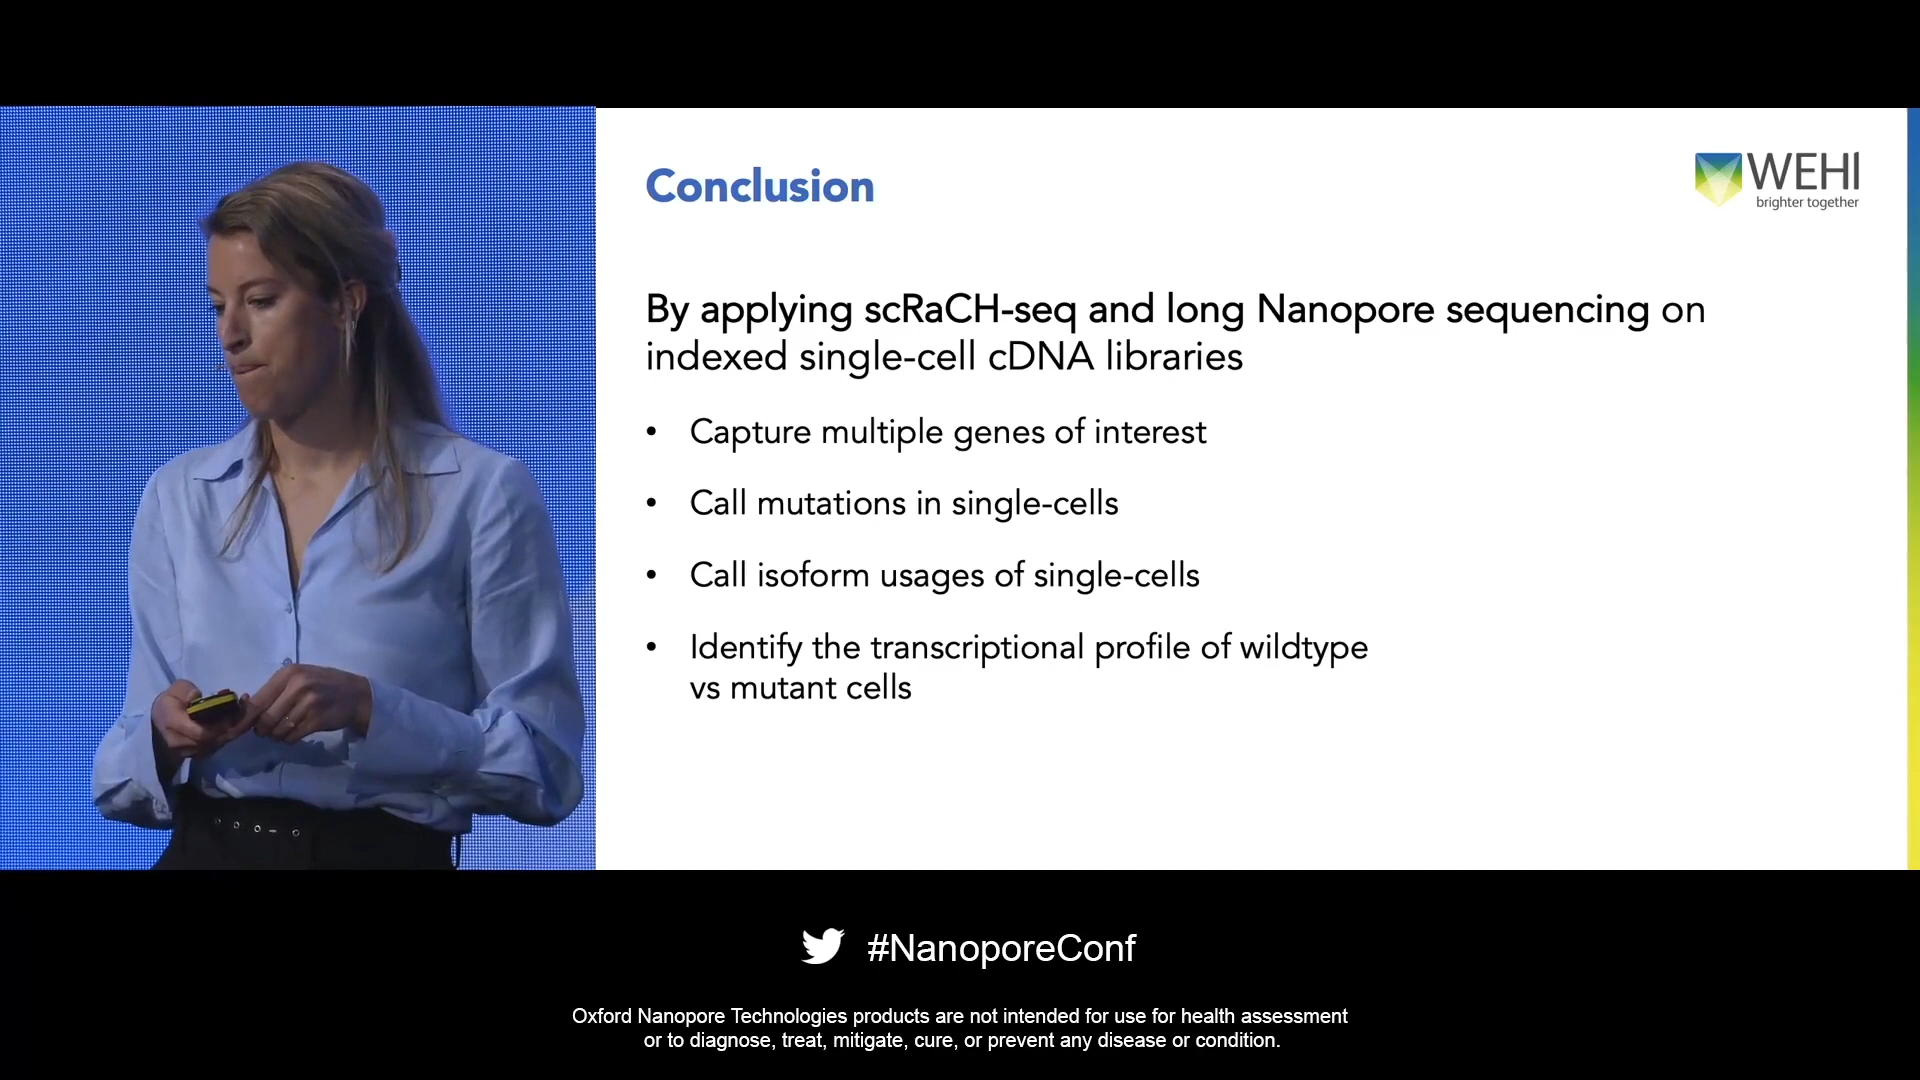 Conclusion
WEHI
brighter together
By applying scRaCH-seq and long Nanopore sequencing on
indexed single-cell cDNA libraries
• Capture multiple genes of interest
• Call mutations in single-cells
• Call isoform usages of single-cells
• Identify the transcriptional profile of wildtype
vs mutant cells
#NanoporeConf
Oxford Nanopore Technologies products are not intended for use for health assessment
or to diagnose, treat, mitigate, cure, or prevent any disease or condition.